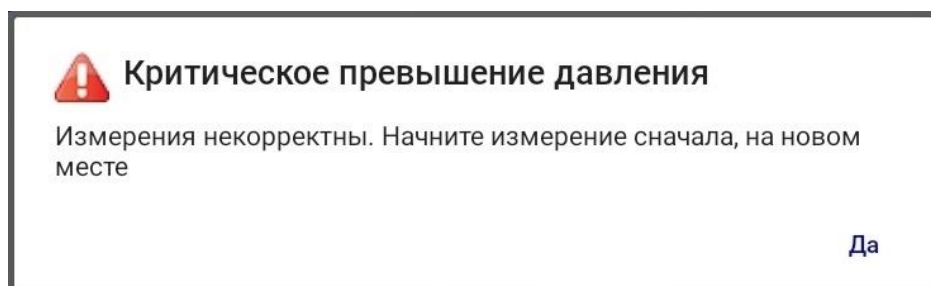 Критическое превышение давления
Измерения некорректны. Начните измерение сначала, на новом
месте
Да